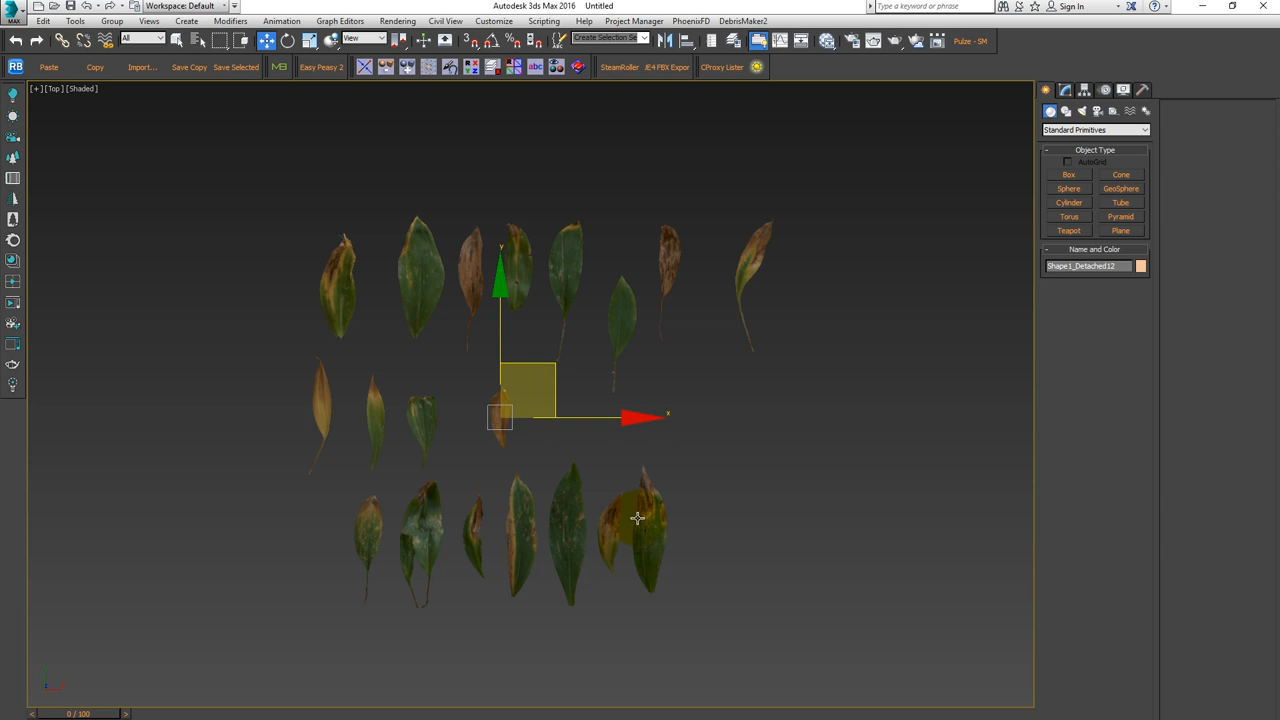 Workspace: Default
Autodesk 3ds Max 2016 Untitled
Type a keyword or phrase
Sign In
MAX
Edit Tools Group Views Create Modifiers Animation Graph Editors Rendering Civil View Customize Scripting Help Project Manager PhoenixFD DebrisMaker2
All
View
Create Selection Se
Pulze - SM
RB Paste Copy Import... Save Copy Save Selected Easy Peasy 2 abc SteamRoller JE4 FBX Expor CProxy Lister
[+] [Top] [Shaded]
Standard Primitives
- Object Type
AutoGrid
Box Cone
Sphere GeoSphere
Cylinder Tube
Torus Pyramid
Teapot Plane
- Name and Color
Shape1_Detached12
y
x
< 0 / 100 >